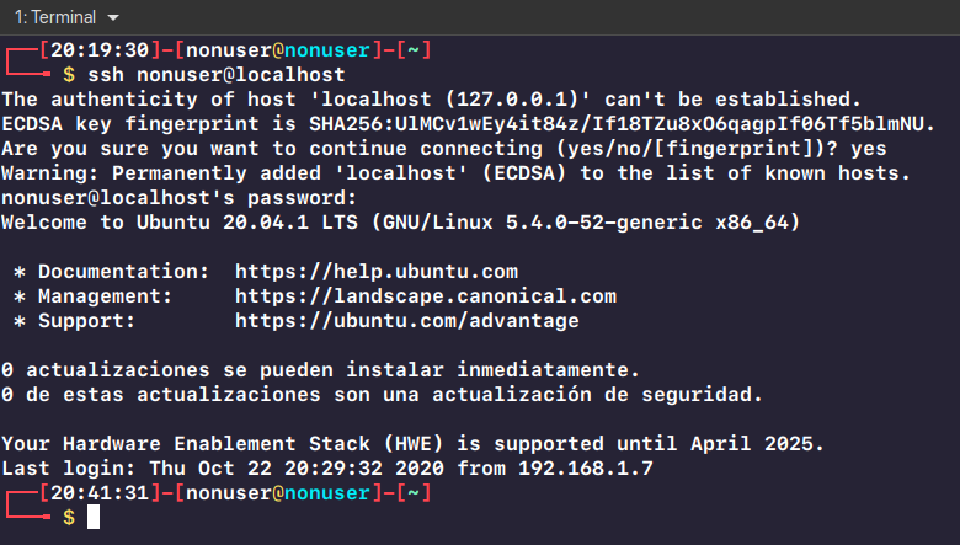 1: Terminal
[20:19:30]-[nonuser@nonuser]-[~]
$ ssh nonuser@localhost
The authenticity of host 'localhost (127.0.0.1)' can't be established.
ECDSA key fingerprint is SHA256:UlMCv1wEy4it84z/If18TZu8xO6qagpIf06Tf5blmNU.
Are you sure you want to continue connecting (yes/no/[fingerprint])? yes
Warning: Permanently added 'localhost' (ECDSA) to the list of known hosts.
nonuser@localhost's password:
Welcome to Ubuntu 20.04.1 LTS (GNU/Linux 5.4.0-52-generic x86_64)
* Documentation:  https://help.ubuntu.com
* Management:     https://landscape.canonical.com
* Support:        https://ubuntu.com/advantage
0 actualizaciones se pueden instalar inmediatamente.
0 de estas actualizaciones son una actualización de seguridad.
Your Hardware Enablement Stack (HWE) is supported until April 2025.
Last login: Thu Oct 22 20:29:32 2020 from 192.168.1.7
[20:41:31]-[nonuser@nonuser]-[~]
$